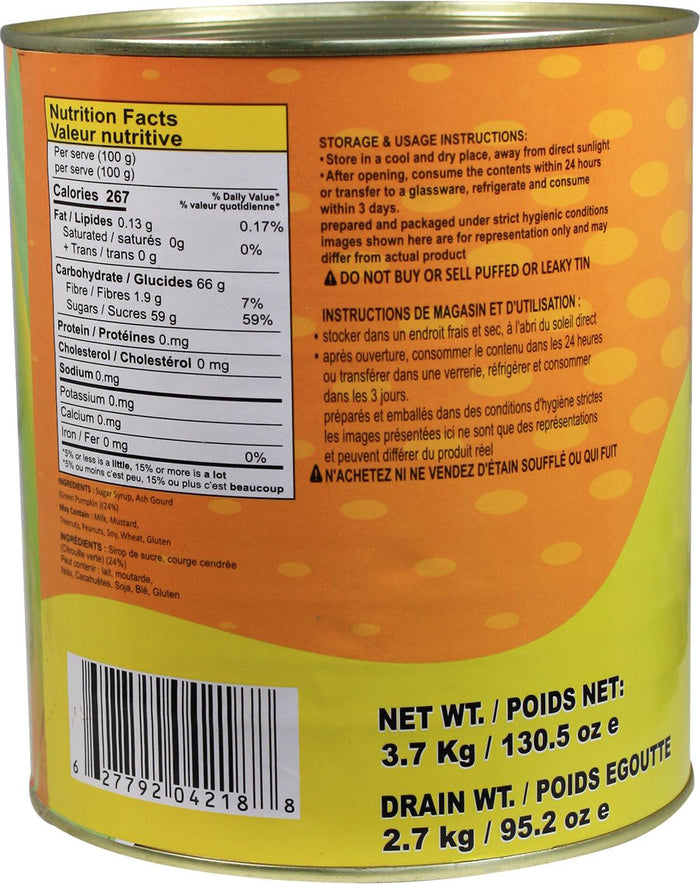 Nutrition Facts
Valeur nutritive
Per serve (100 g)
per serve (100 g)
Calories 267
% Daily Value*
% valeur quotidienne*
Fat / Lipides 0.13 g 0.17%
Saturated / saturés 0g
+ Trans / trans 0 g 0%
Carbohydrate / Glucides 66 g
Fibre / Fibres 1.9 g 7%
Sugars / Sucres 59 g 59%
Protein / Protéines 0.mg
Cholesterol / Cholestérol 0 mg
Sodium 0.mg
Potassium 0.mg
Calcium 0.mg
Iron / Fer 0 mg 0%
*5% or less is a little, 15% or more is a lot
*5% ou moins c'est peu, 15% ou plus c'est beaucoup
INGREDIENTS: Sugar Syrup, Ash Gourd
(Green Pumpkin )(24%)
May Contain : Milk, Mustard,
Treenuts, Peanuts, Soy, Wheat, Gluten
INGRÉDIENTS : Sirop de sucre, courge cendrée
(Citrouille verte) (24%)
Peut contenir : lait, moutarde,
Noix, Cacahuètes, Soja, Blé, Gluten
STORAGE & USAGE INSTRUCTIONS:
• Store in a cool and dry place, away from direct sunlight
• After opening, consume the contents within 24 hours
or transfer to a glassware, refrigerate and consume
within 3 days.
prepared and packaged under strict hygienic conditions
images shown here are for representation only and may
differ from actual product
DO NOT BUY OR SELL PUFFED OR LEAKY TIN
INSTRUCTIONS DE MAGASIN ET D'UTILISATION :
• stocker dans un endroit frais et sec, à l'abri du soleil direct
• après ouverture, consommer le contenu dans les 24 heures
ou transférer dans une verrerie, réfrigérer et consommer
dans les 3 jours.
préparés et emballés dans des conditions d'hygiène strictes
les images présentées ici ne sont que des représentations
et peuvent différer du produit réel
N'ACHETEZ NI NE VENDEZ D'ÉTAIN SOUFFLÉ OU QUI FUIT
6 27792 04218 8
NET WT. / POIDS NET:
3.7 Kg / 130.5 oz e
DRAIN WT. / POIDS EGOUTTE
2.7 kg / 95.2 oz e